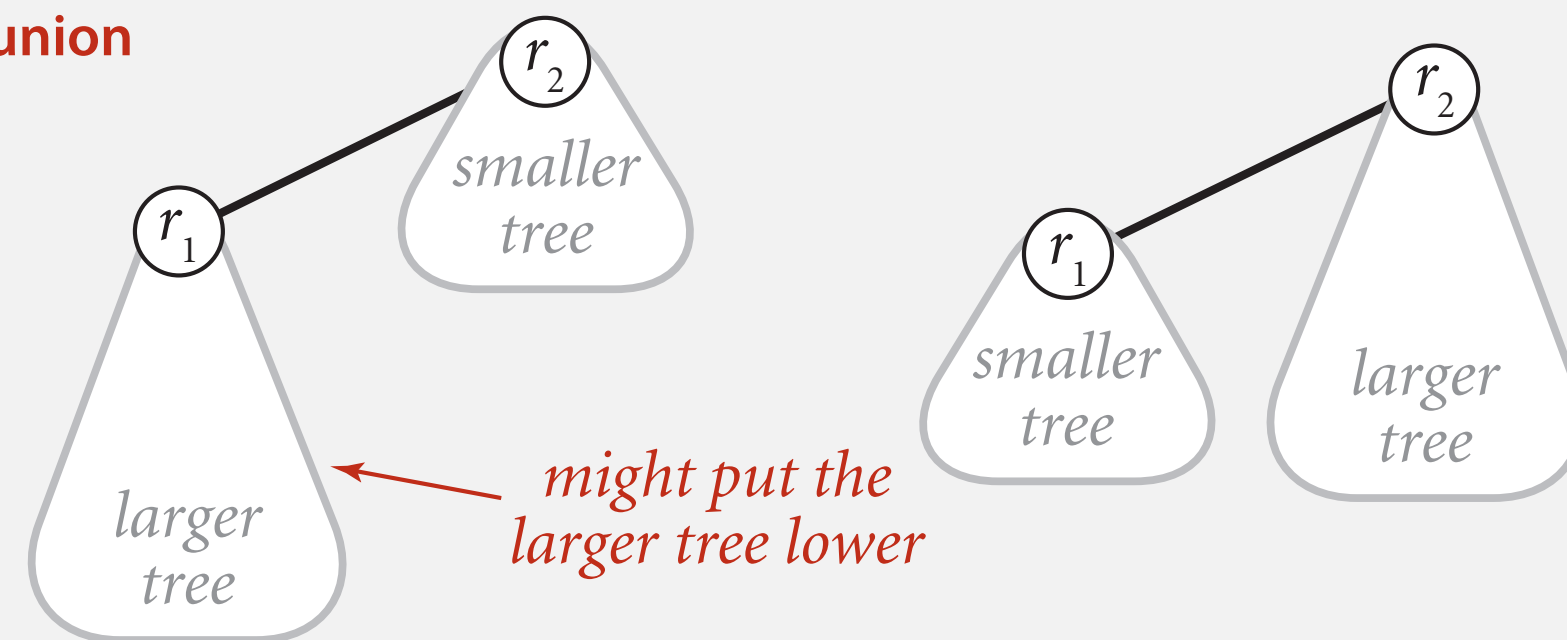 union
r2
smaller
tree
r1
larger
tree
might put the
larger tree lower
r2
r1
smaller
tree
larger
tree